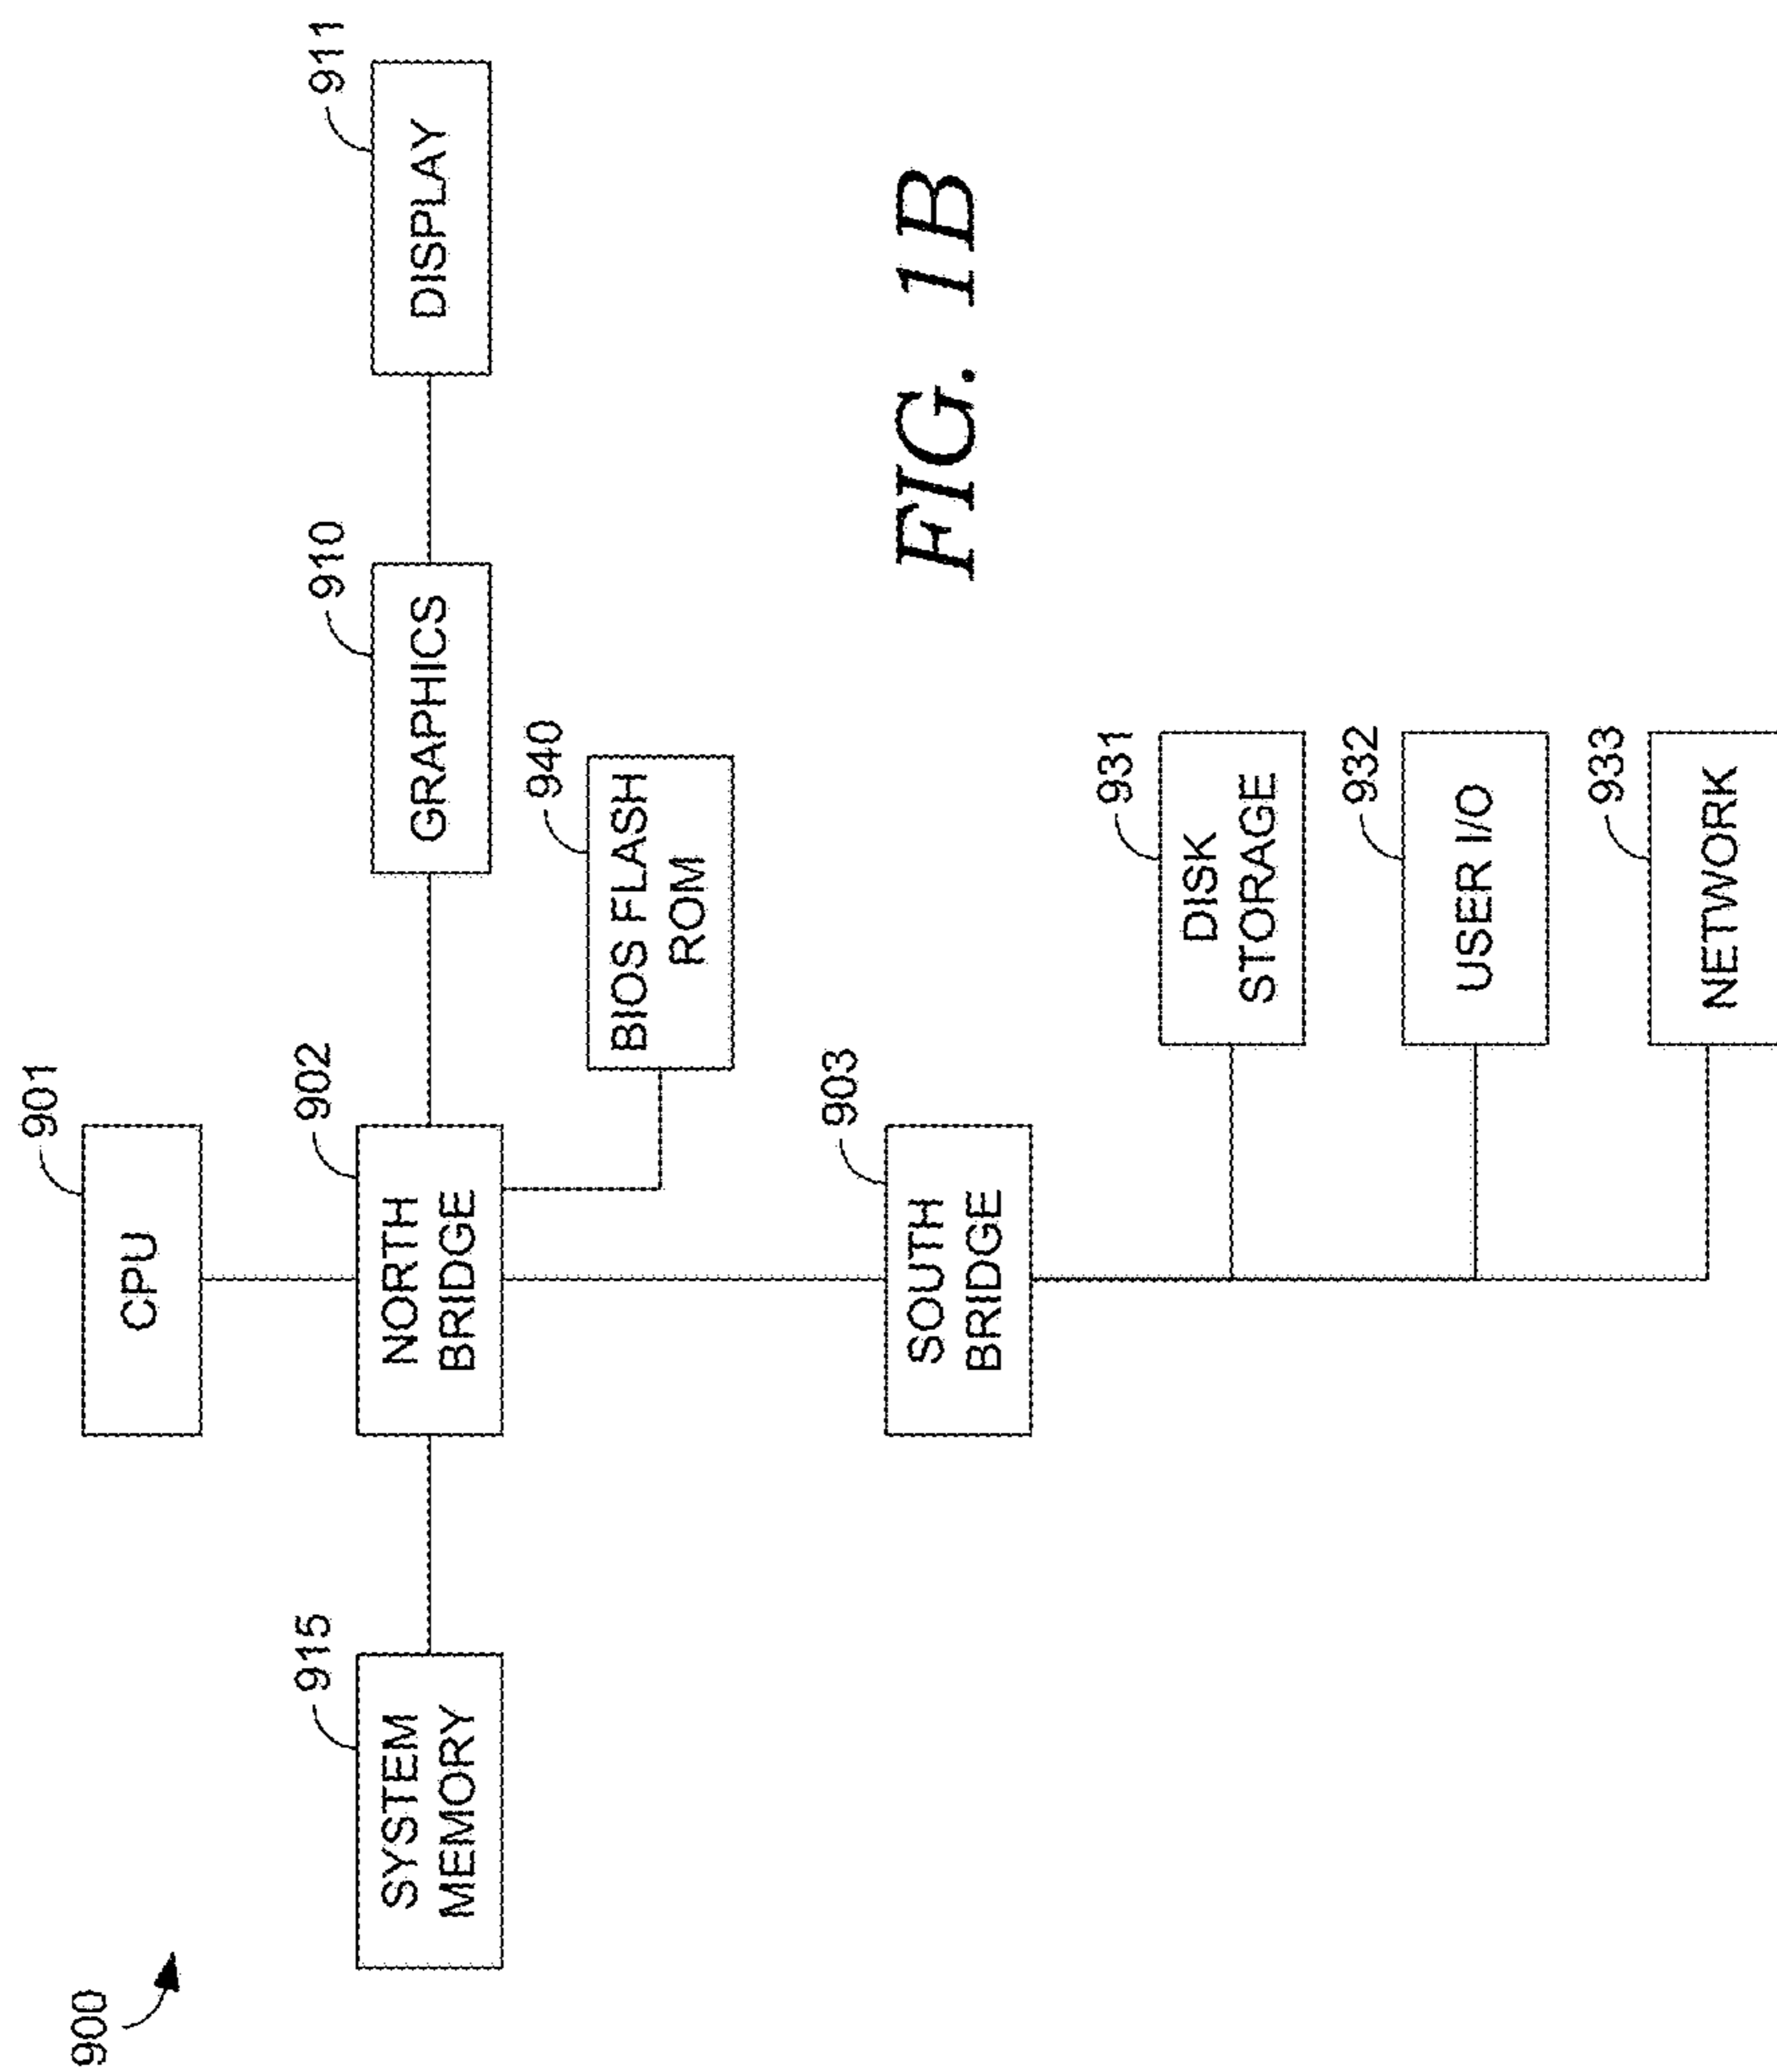 900
901
CPU
915
SYSTEM
MEMORY
902
NORTH
BRIDGE
910
GRAPHICS
911
DISPLAY
940
BIOS FLASH
ROM
903
SOUTH
BRIDGE
931
DISK
STORAGE
932
USER I/O
933
NETWORK
FIG. 1B